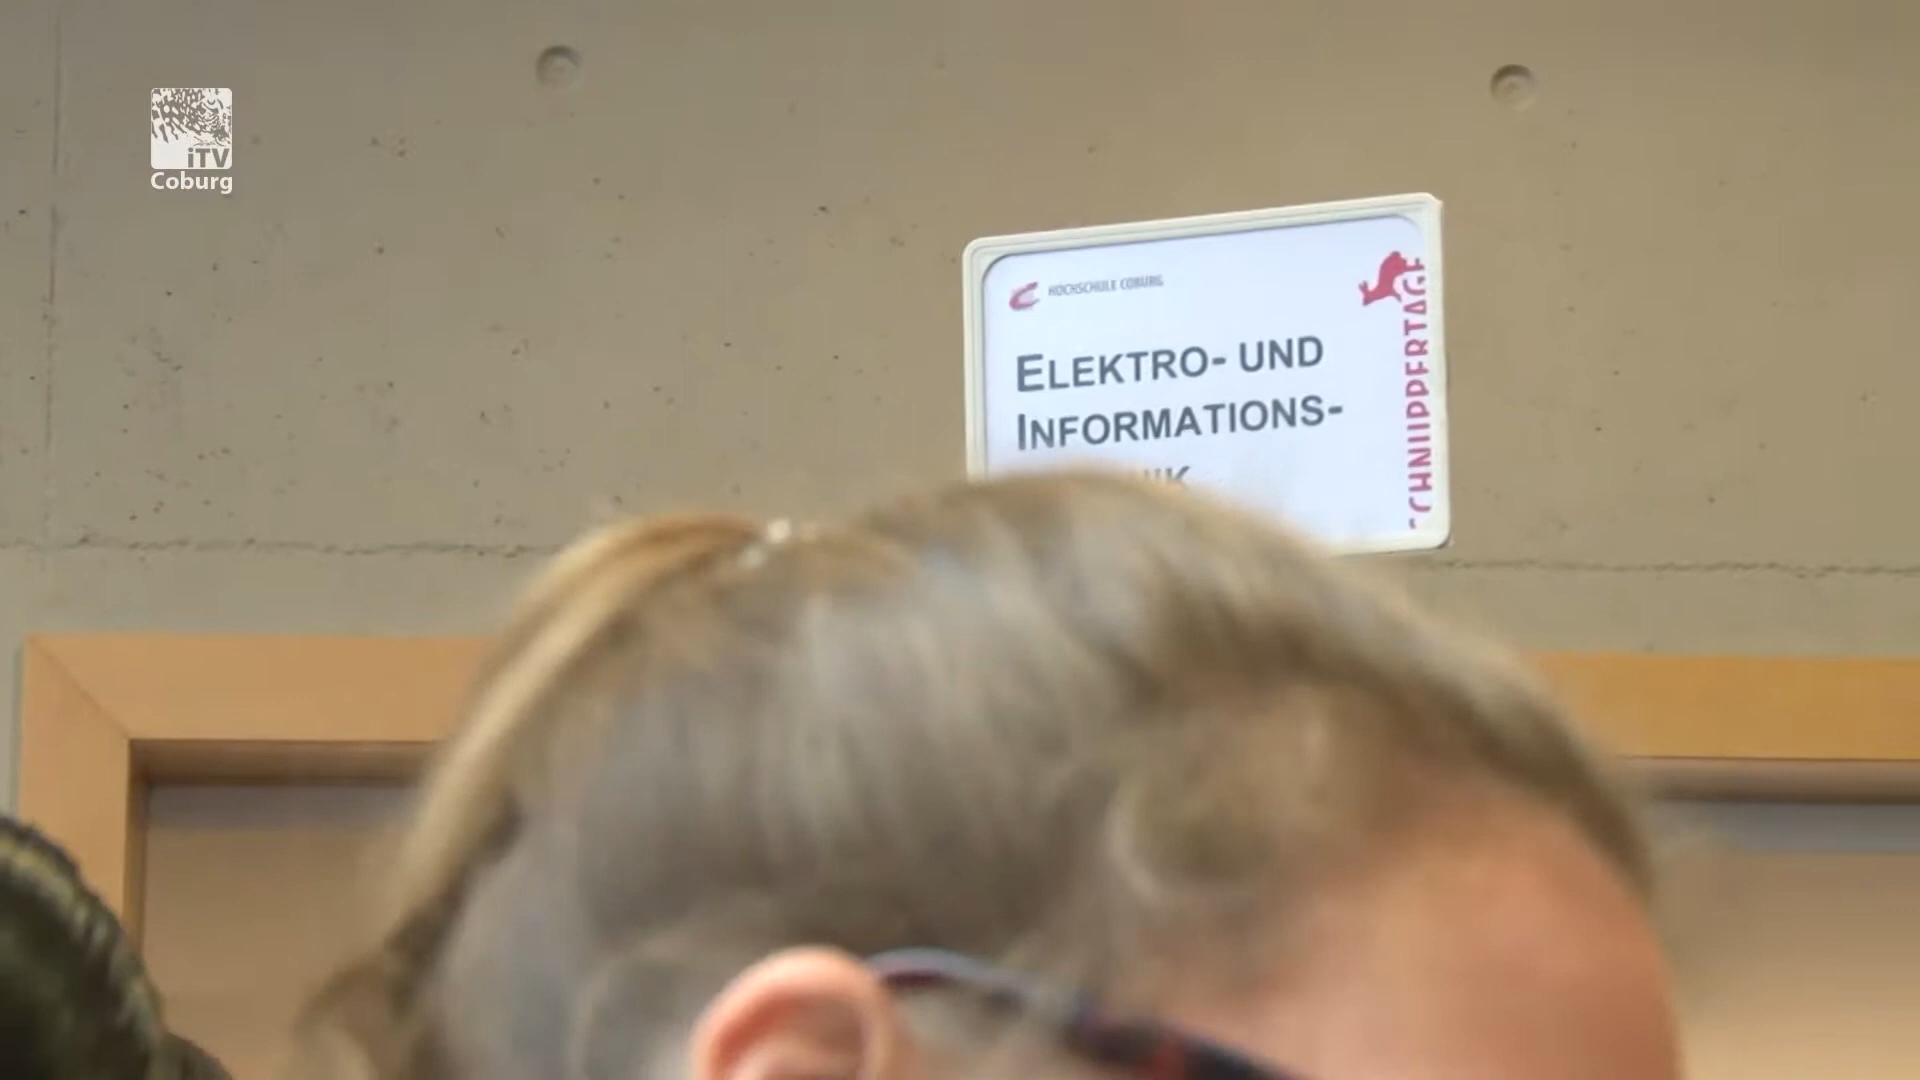 iTV
Coburg
HOCHSCHULE COBURG
ELEKTRO- UND
INFORMATIONS-